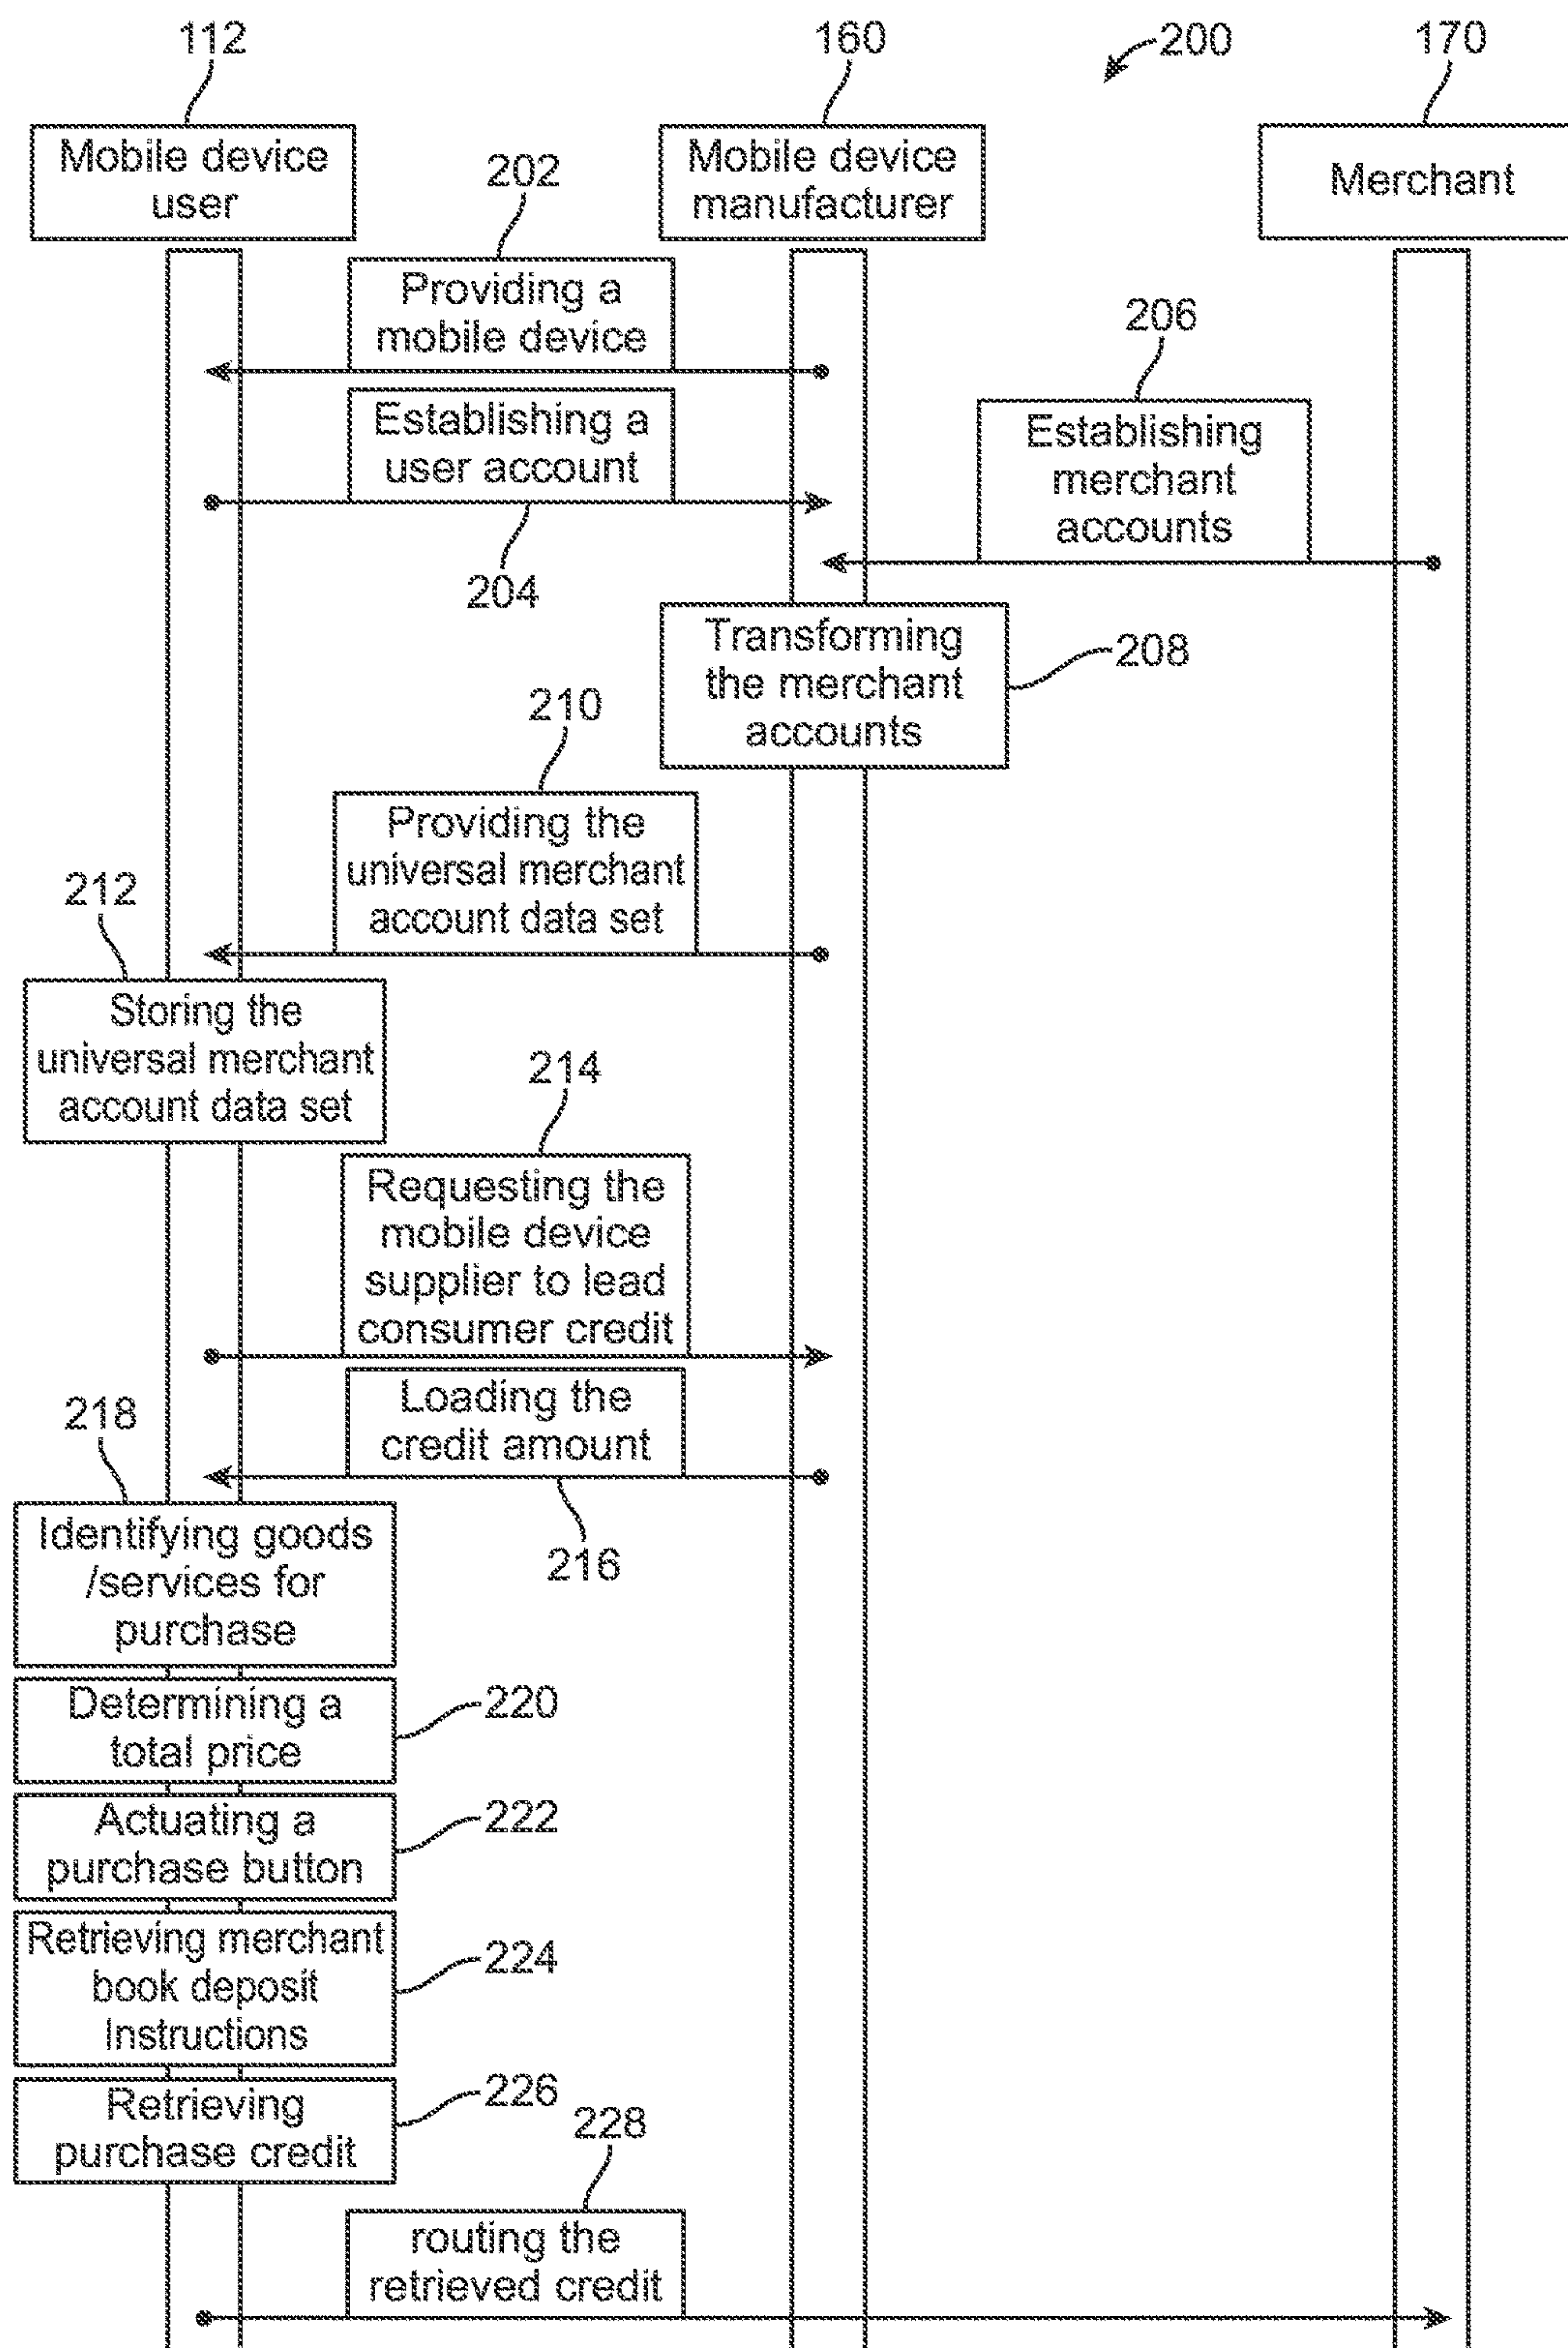 112
160
200
170
Mobile device
user
Mobile device
manufacturer
Merchant
202
Providing a
mobile device
206
Establishing a
user account
204
Establishing
merchant
accounts
Transforming
the merchant
accounts
208
210
Providing the
universal merchant
account data set
212
Storing the
universal merchant
account data set
214
Requesting the
mobile device
supplier to lead
consumer credit
Loading the
credit amount
216
218
Identifying goods
/services for
purchase
Determining a
total price
220
Actuating a
purchase button
222
Retrieving merchant
book deposit
Instructions
224
Retrieving
purchase credit
226
228
routing the
retrieved credit